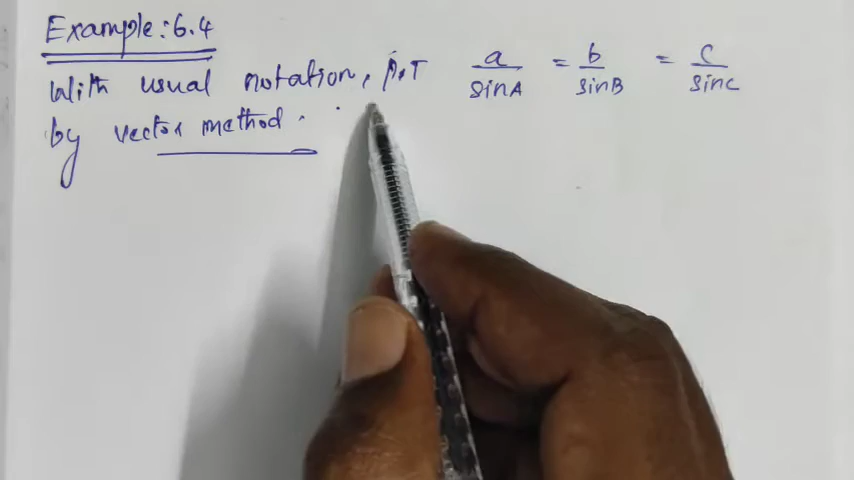 Example: 6.4
With usual notation, P.T a/sinA = b/sinB = c/sinC
by vector method.